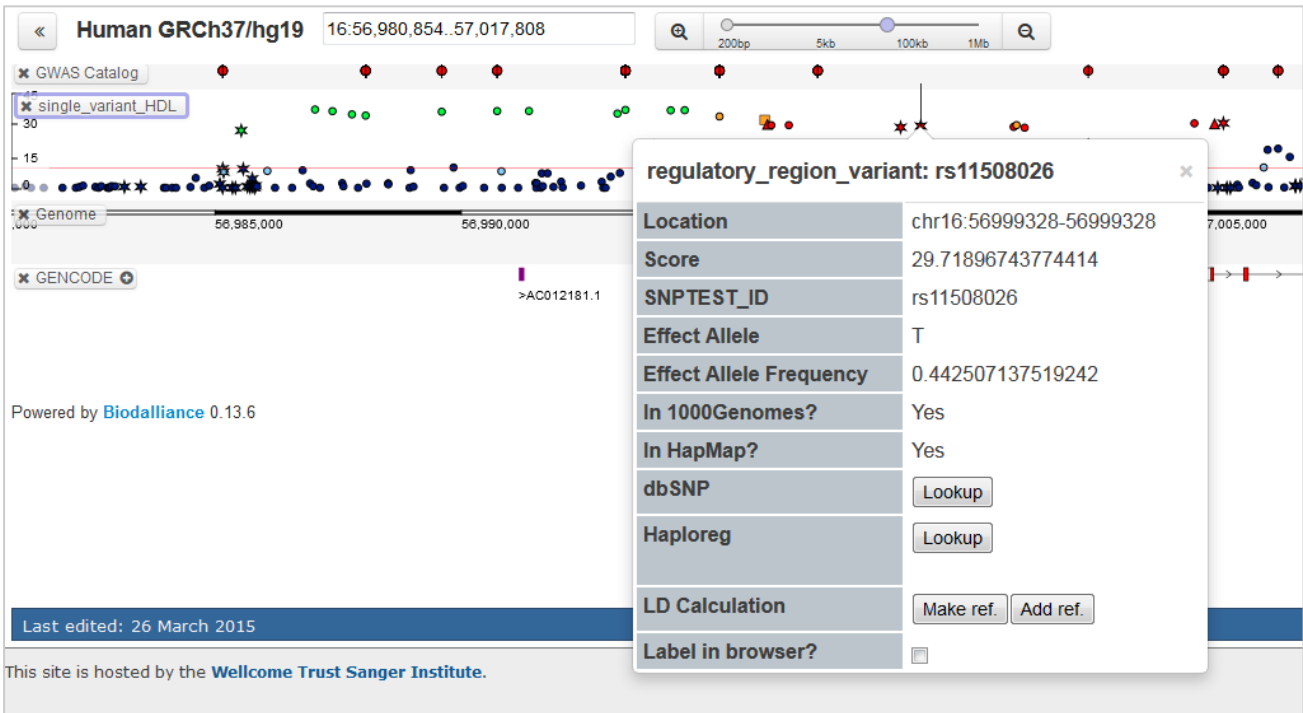 «
Human GRCh37/hg19
16:56,980,854..57,017,808
200bp
5kb
100kb
1Mb
GWAS Catalog
45
single_variant_HDL
30
15
0
Genome
,000
56,985,000
56,990,000
7,005,000
GENCODE
>AC012181.1
regulatory_region_variant: rs11508026
×
Location chr16:56999328-56999328
Score 29.71896743774414
SNPTEST_ID rs11508026
Effect Allele T
Effect Allele Frequency 0.442507137519242
In 1000Genomes? Yes
In HapMap? Yes
dbSNP Lookup
Haploreg Lookup
LD Calculation Make ref. Add ref.
Label in browser?
Powered by Biodalliance 0.13.6
Last edited: 26 March 2015
This site is hosted by the Wellcome Trust Sanger Institute.